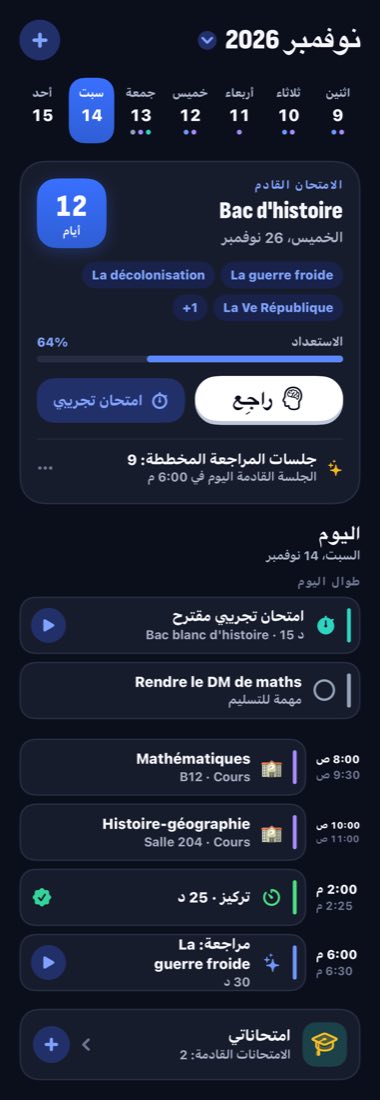 نوفمبر 2026
اثنين
9
ثلاثاء
10
أربعاء
11
خميس
12
جمعة
13
سبت
14
أحد
15
الامتحان القادم
Bac d'histoire
الخميس، 26 نوفمبر
12
أيام
La guerre froide
La décolonisation
La Ve République
+1
الاستعداد
64%
راجِع
امتحان تجريبي
جلسات المراجعة المخططة: 9
الجلسة القادمة اليوم في 6:00 م
اليوم
السبت، 14 نوفمبر
طوال اليوم
امتحان تجريبي مقترح
Bac blanc d'histoire · 15 د
Rendre le DM de maths
مهمة للتسليم
8:00 ص
9:30 ص
Mathématiques
B12 · Cours
10:00 ص
11:00 ص
Histoire-géographie
Salle 204 · Cours
2:00 م
2:25 م
تركيز · 25 د
6:00 م
6:30 م
مراجعة: La
guerre froide
30 د
امتحاناتي
الامتحانات القادمة: 2